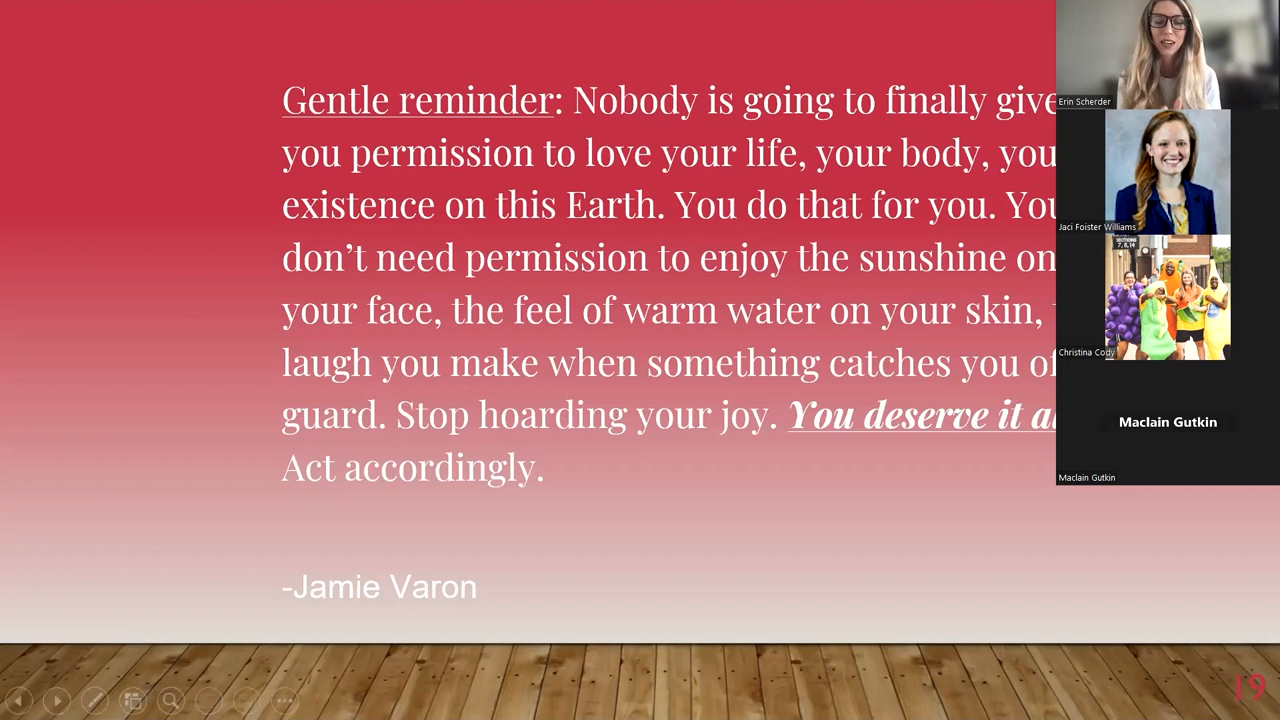 Gentle reminder: Nobody is going to finally give
you permission to love your life, your body, you
existence on this Earth. You do that for you. You
don’t need permission to enjoy the sunshine on
your face, the feel of warm water on your skin,
laugh you make when something catches you
guard. Stop hoarding your joy. You deserve it
Act accordingly.
-Jamie Varon
19
Erin Scherder
Jaci Foister Williams
SECTIONS
7, 8, 14
Christina Cody
Maclain Gutkin
Maclain Gutkin